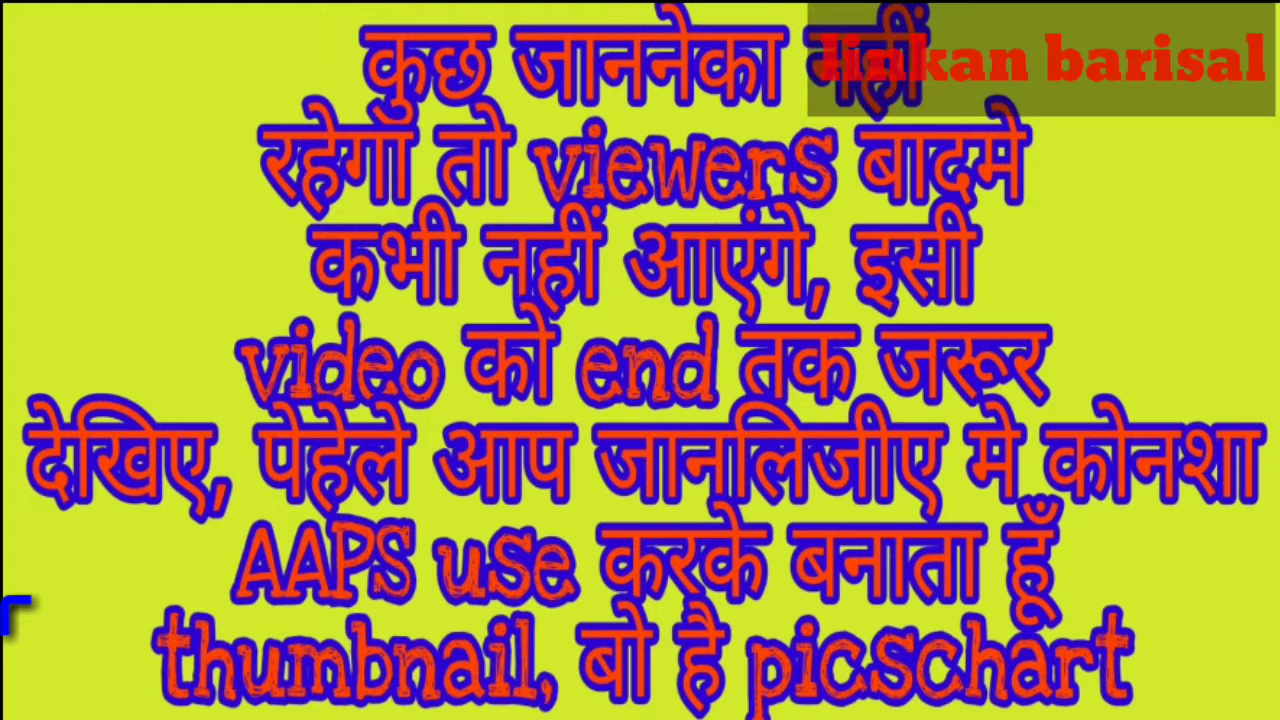 कुछ जाननेका नहीं
linkan barisal
रहेगा तो viewers बादमे
कभी नहीं आएंगे, इसी
video को end तक जरूर
देखिए, पेहेले आप जानलिजीए मे कोनशा
AAPS use करके बनाता हूँ
thumbnail, बो है picschart